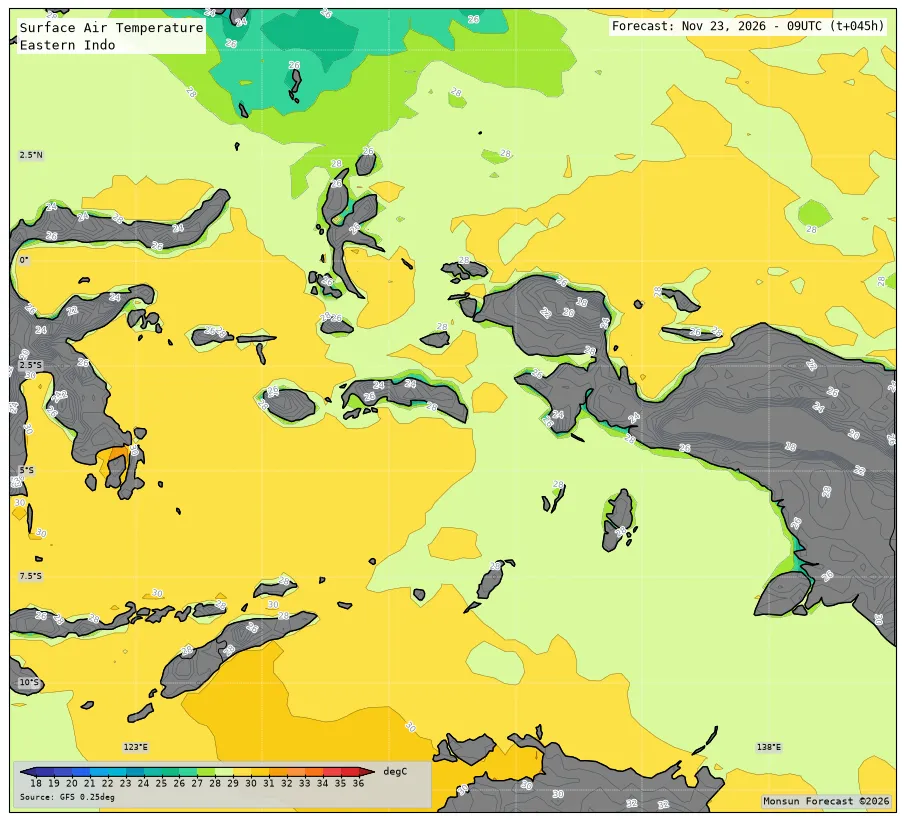 Surface Air Temperature
Eastern Indo
Forecast: Nov 23, 2026 - 09UTC (t+045h)
2.5°N
0°
2.5°S
5°S
7.5°S
10°S
123°E
138°E
18 19 20 21 22 23 24 25 26 27 28 29 30 31 32 33 34 35 36
degC
Source: GFS 0.25deg
Monsun Forecast ©2026